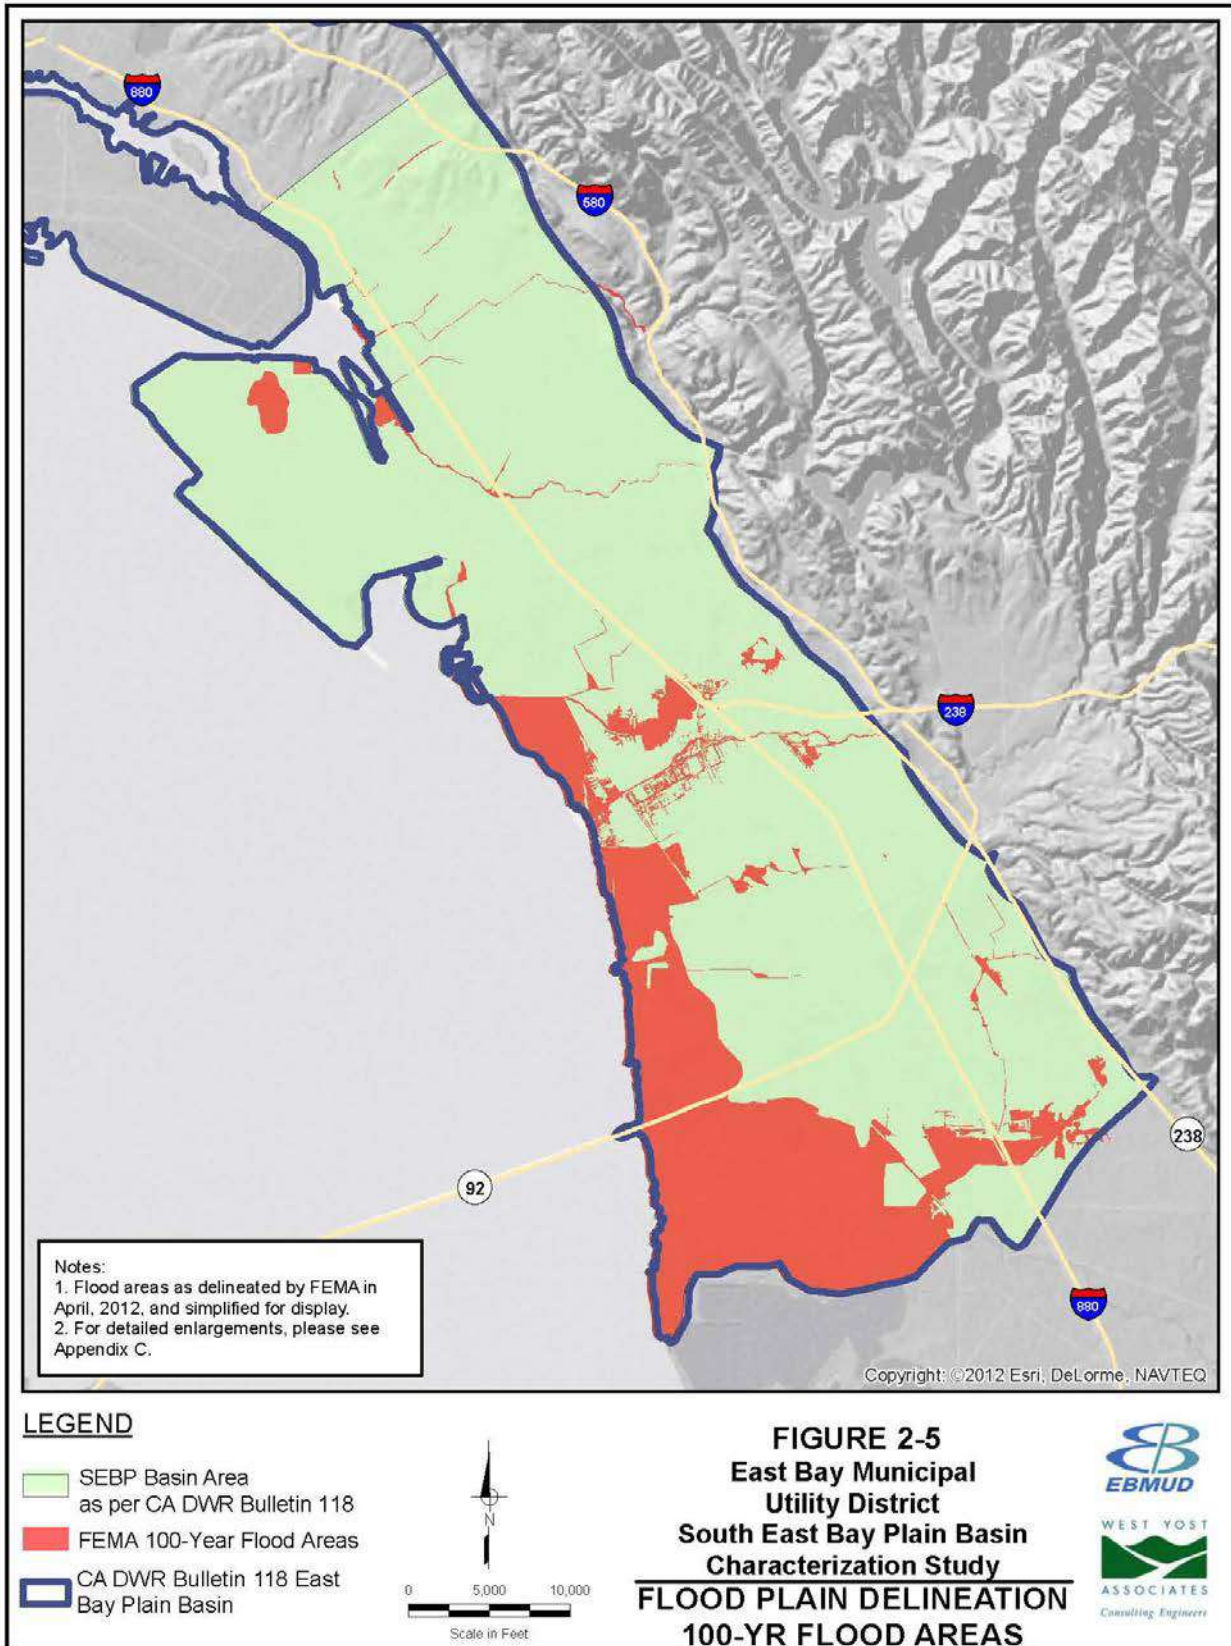 880
580
238
238
92
880
Notes:
1. Flood areas as delineated by FEMA in
April, 2012, and simplified for display.
2. For detailed enlargements, please see
Appendix C.
Copyright: ©2012 Esri, DeLorme, NAVTEQ
LEGEND
SEBP Basin Area
as per CA DWR Bulletin 118
FEMA 100-Year Flood Areas
CA DWR Bulletin 118 East
Bay Plain Basin
N
0 5,000 10,000
Scale in Feet
FIGURE 2-5
East Bay Municipal
Utility District
South East Bay Plain Basin
Characterization Study
FLOOD PLAIN DELINEATION
100-YR FLOOD AREAS
EBMUD
WEST YOST
ASSOCIATES
Consulting Engineers